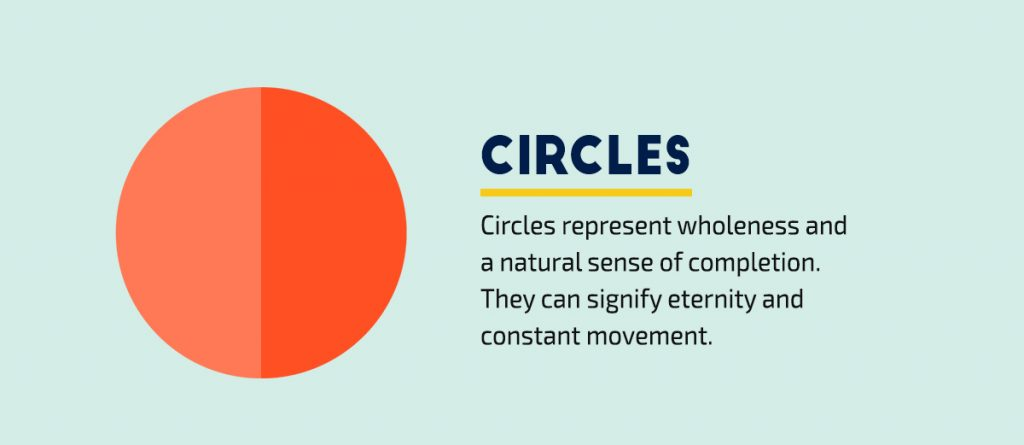 CIRCLES
Circles represent wholeness and
a natural sense of completion.
They can signify eternity and
constant movement.